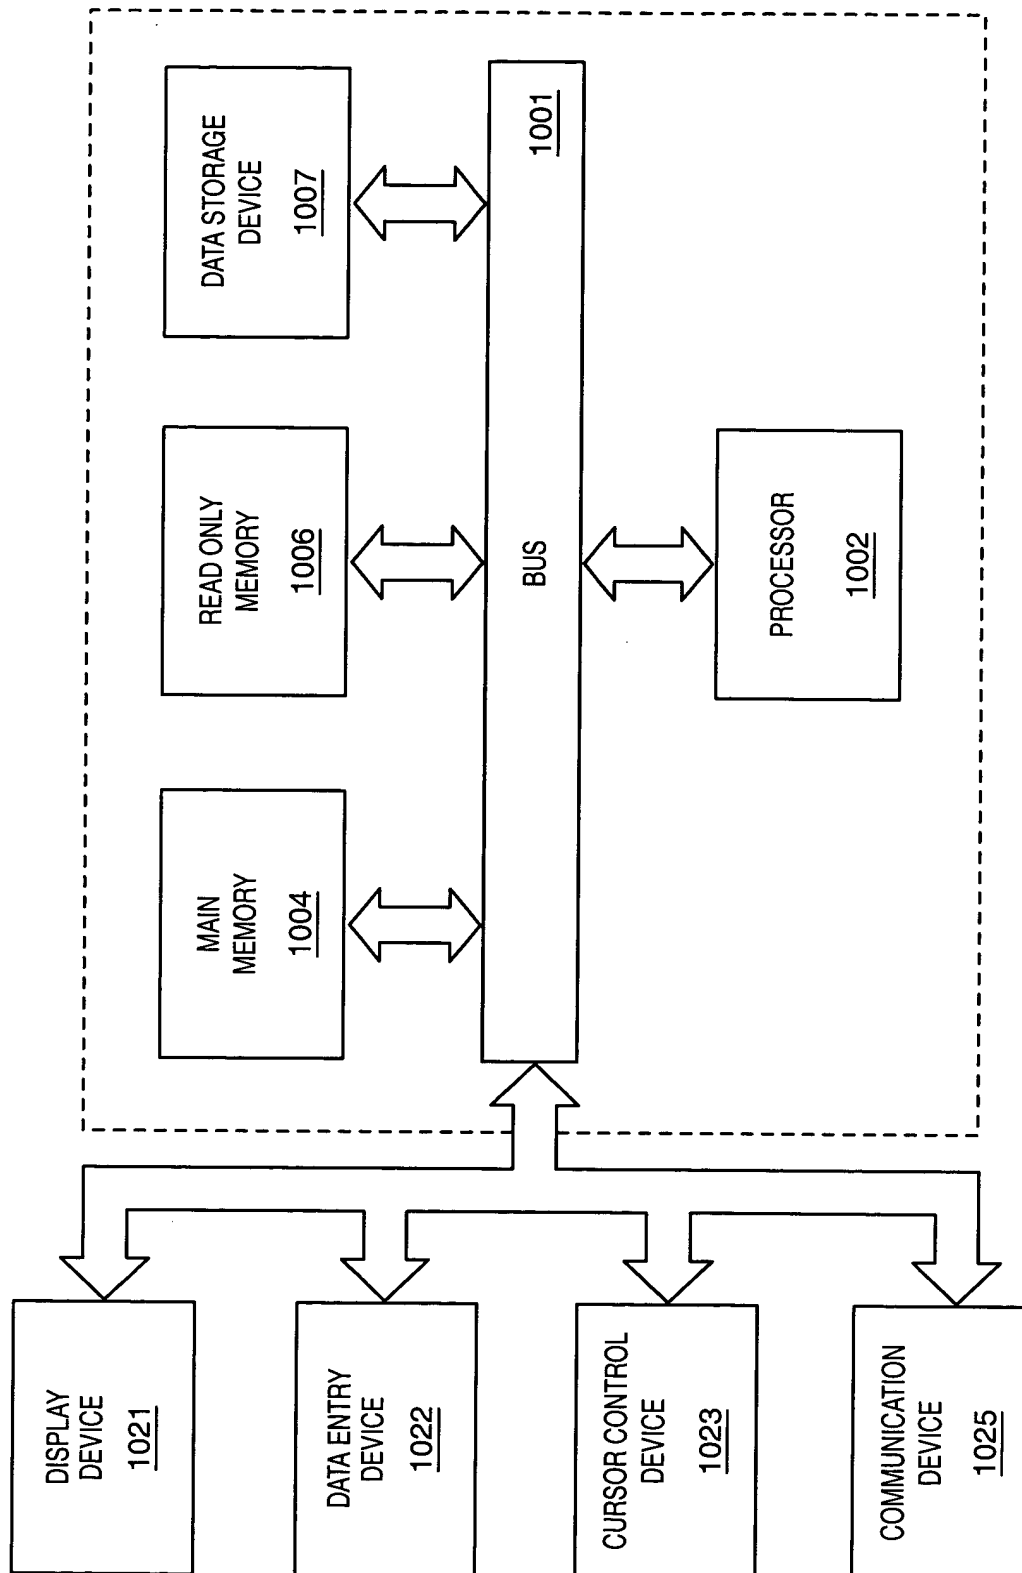 DISPLAY
DEVICE
1021
DATA ENTRY
DEVICE
1022
CURSOR CONTROL
DEVICE
1023
COMMUNICATION
DEVICE
1025
MAIN
MEMORY
1004
READ ONLY
MEMORY
1006
DATA STORAGE
DEVICE
1007
BUS
1001
PROCESSOR
1002